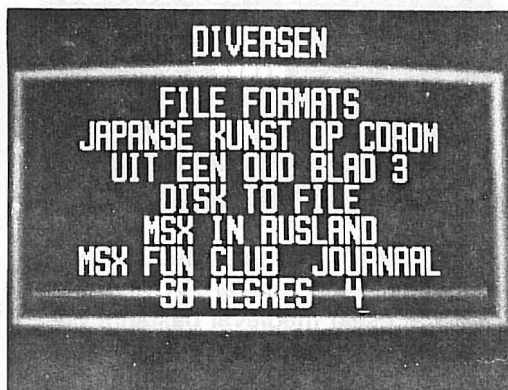 DIVERSEN
FILE FORMATS
JAPANSE KUNST OP CDROM
UIT EEN OUD BLAD 3
DISK TO FILE
MSX IN RUSLAND
MSX FUN CLUB JOURNAAL
SD MESKES 4